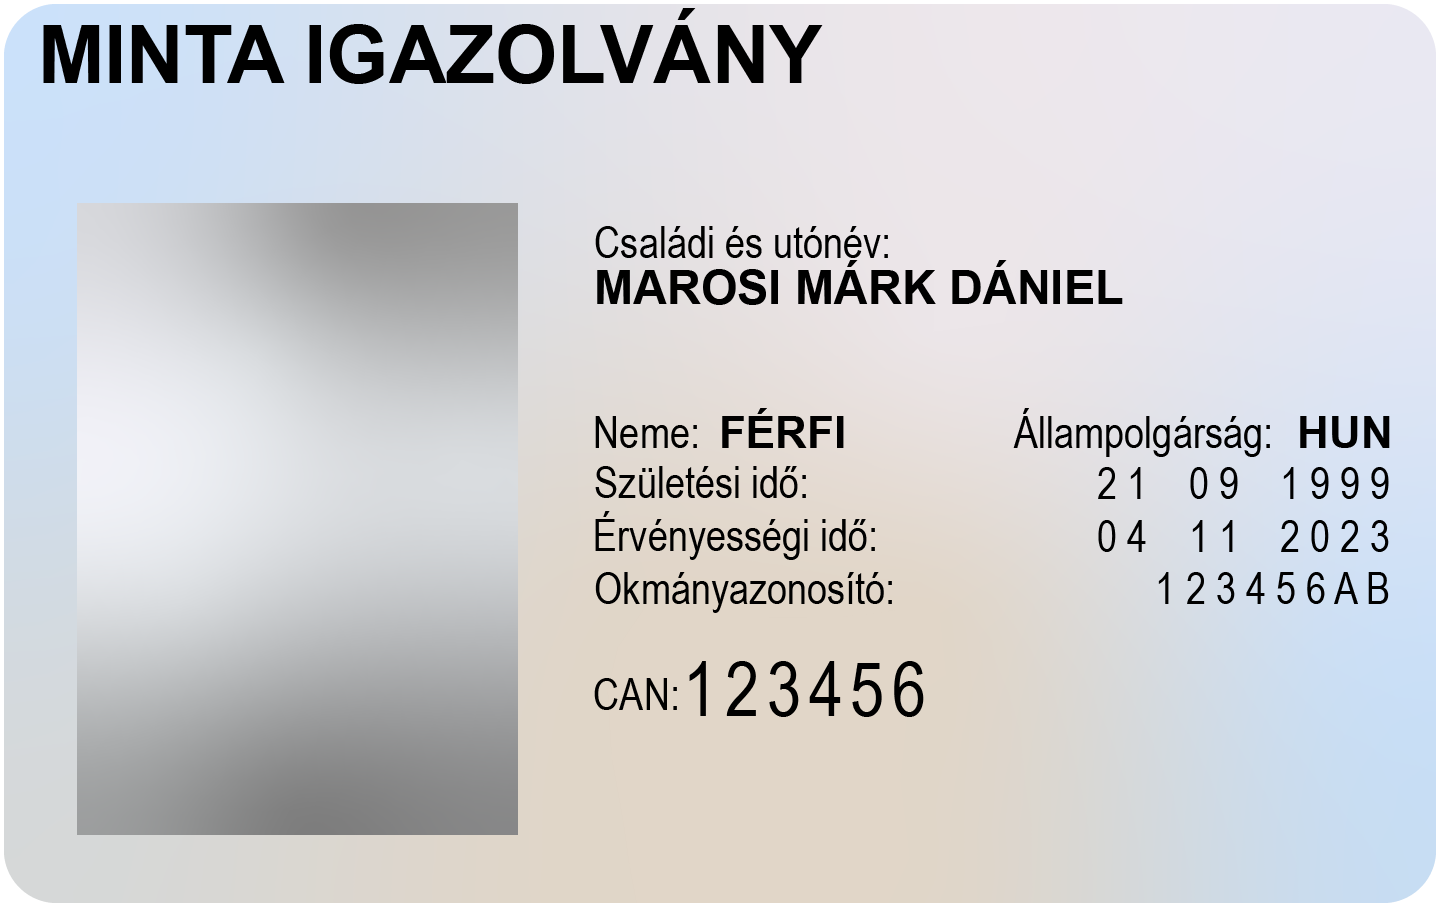 MINTA IGAZOLVÁNY
Családi és utónév:
MAROSI MÁRK DÁNIEL
Neme: FÉRFI Állampolgárság: HUN
Születési idő: 21 09 1999
Érvényességi idő: 04 11 2023
Okmányazonosító: 123456AB
CAN: 123456